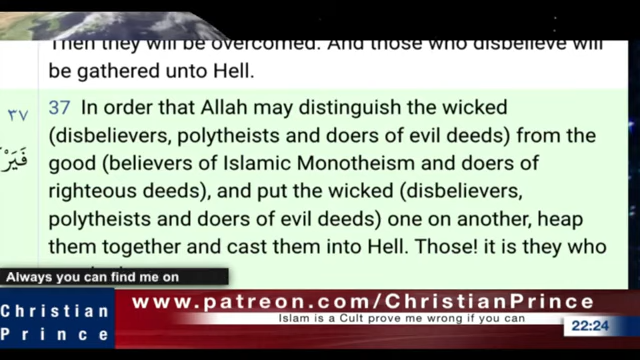 Then they will be overcomed. And those who disbelieve will
be gathered unto Hell.
٣٧
37 In order that Allah may distinguish the wicked
(disbelievers, polytheists and doers of evil deeds) from the
good (believers of Islamic Monotheism and doers of
righteous deeds), and put the wicked (disbelievers,
polytheists and doers of evil deeds) one on another, heap
them together and cast them into Hell. Those! it is they who
Always you can find me on
Christian
Prince
www.patreon.com/ChristianPrince
Islam is a Cult prove me wrong if you can
22:24